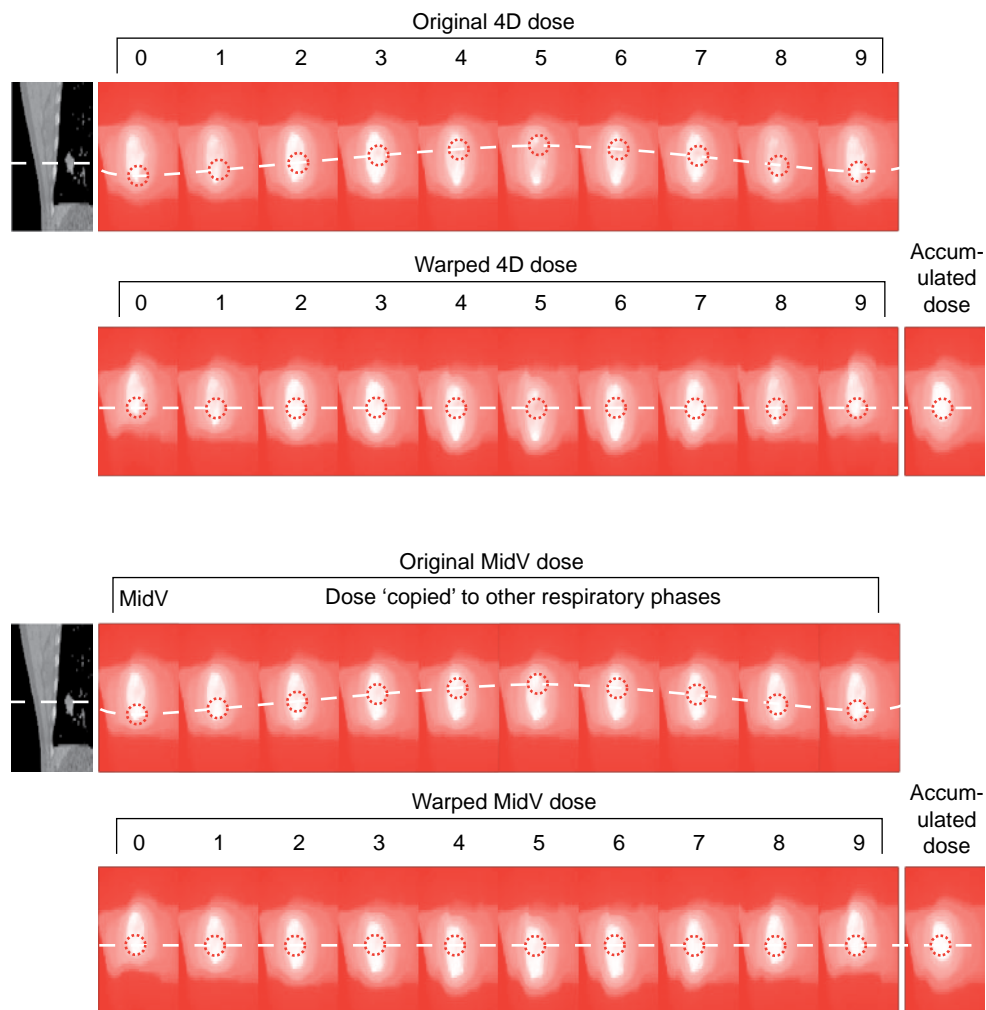 Original 4D dose
0 1 2 3 4 5 6 7 8 9
Warped 4D dose
0 1 2 3 4 5 6 7 8 9
Accum-
ulated
dose
Original MidV dose
MidV Dose ‘copied’ to other respiratory phases
Warped MidV dose
0 1 2 3 4 5 6 7 8 9
Accum-
ulated
dose